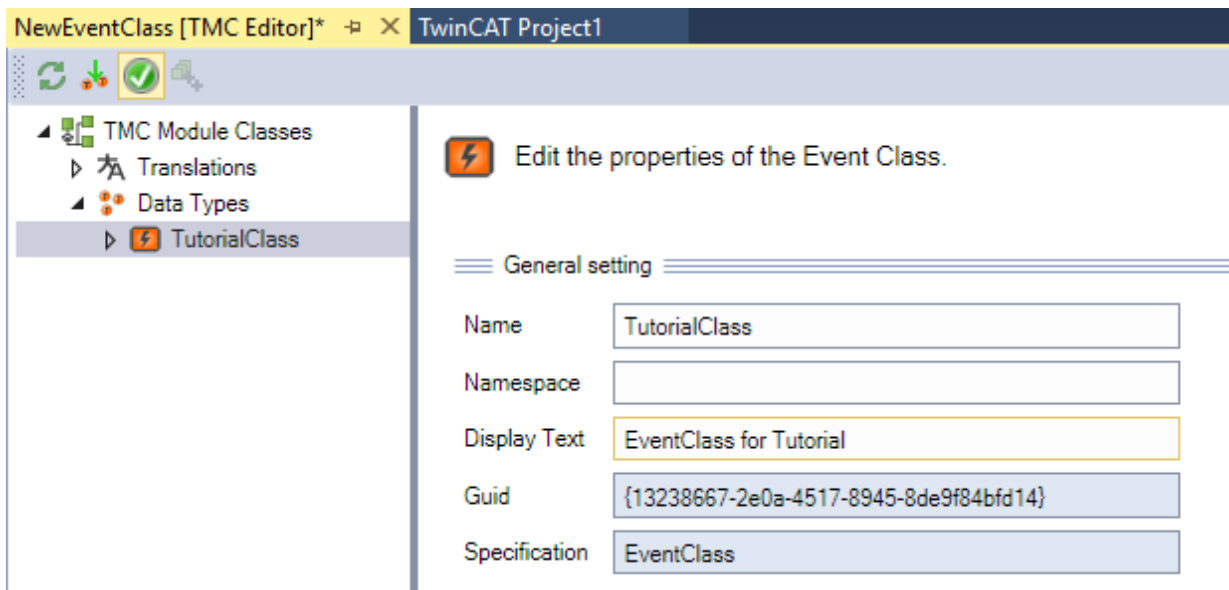 NewEventClass [TMC Editor]* TwinCAT Project1
TMC Module Classes
Translations
Data Types
TutorialClass
Edit the properties of the Event Class.
General setting
Name TutorialClass
Namespace
Display Text EventClass for Tutorial
Guid {13238667-2e0a-4517-8945-8de9f84bfd14}
Specification EventClass